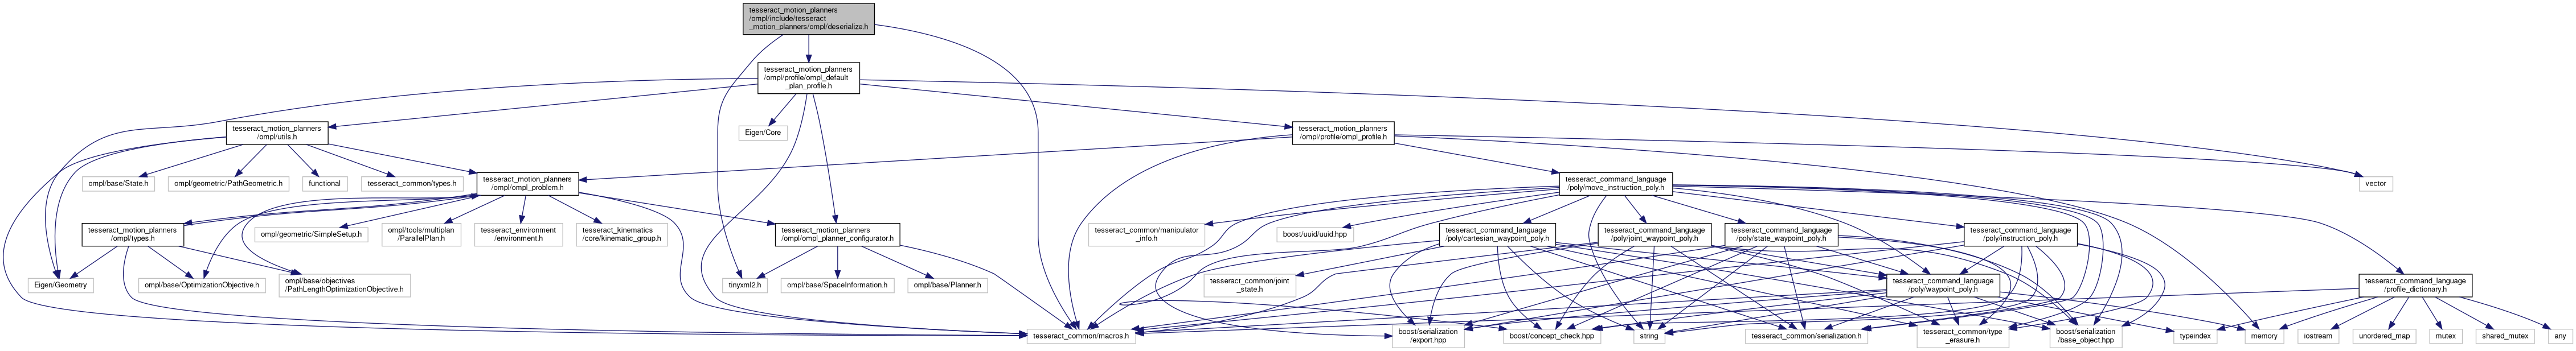 tesseract_motion_planners
/ompl/include/tesseract
_motion_planners/ompl/deserialize.h
tesseract_motion_planners
/ompl/profile/ompl_default
_plan_profile.h
tesseract_motion_planners
/ompl/utils.h
Eigen/Core
tesseract_motion_planners
/ompl/profile/ompl_profile.h
ompl/base/State.h
ompl/geometric/PathGeometric.h
functional
tesseract_common/types.h
tesseract_motion_planners
/ompl/ompl_problem.h
tesseract_command_language
/poly/move_instruction_poly.h
vector
tesseract_motion_planners
/ompl/types.h
ompl/geometric/SimpleSetup.h
ompl/tools/multiplan
/ParallelPlan.h
tesseract_environment
/environment.h
tesseract_kinematics
/core/kinematic_group.h
tesseract_motion_planners
/ompl/ompl_planner_configurator.h
tesseract_common/manipulator
_info.h
boost/uuid/uuid.hpp
tesseract_command_language
/poly/cartesian_waypoint_poly.h
tesseract_command_language
/poly/joint_waypoint_poly.h
tesseract_command_language
/poly/state_waypoint_poly.h
tesseract_command_language
/poly/instruction_poly.h
Eigen/Geometry
ompl/base/OptimizationObjective.h
ompl/base/objectives
/PathLengthOptimizationObjective.h
tinyxml2.h
ompl/base/SpaceInformation.h
ompl/base/Planner.h
tesseract_common/joint
_state.h
tesseract_command_language
/poly/waypoint_poly.h
tesseract_command_language
/profile_dictionary.h
tesseract_common/macros.h
boost/serialization
/export.hpp
boost/concept_check.hpp
string
tesseract_common/serialization.h
tesseract_common/type
_erasure.h
boost/serialization
/base_object.hpp
typeindex
memory
iostream
unordered_map
mutex
shared_mutex
any